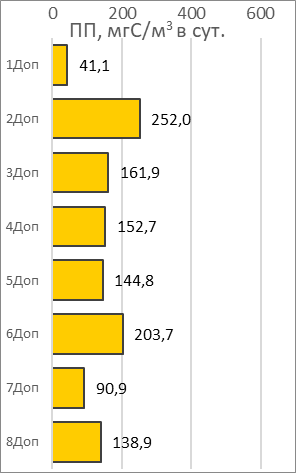 0 200 400 600
ПП, мгС/м³ в сут.
1Доп 41,1
2Доп 252,0
3Доп 161,9
4Доп 152,7
5Доп 144,8
6Доп 203,7
7Доп 90,9
8Доп 138,9